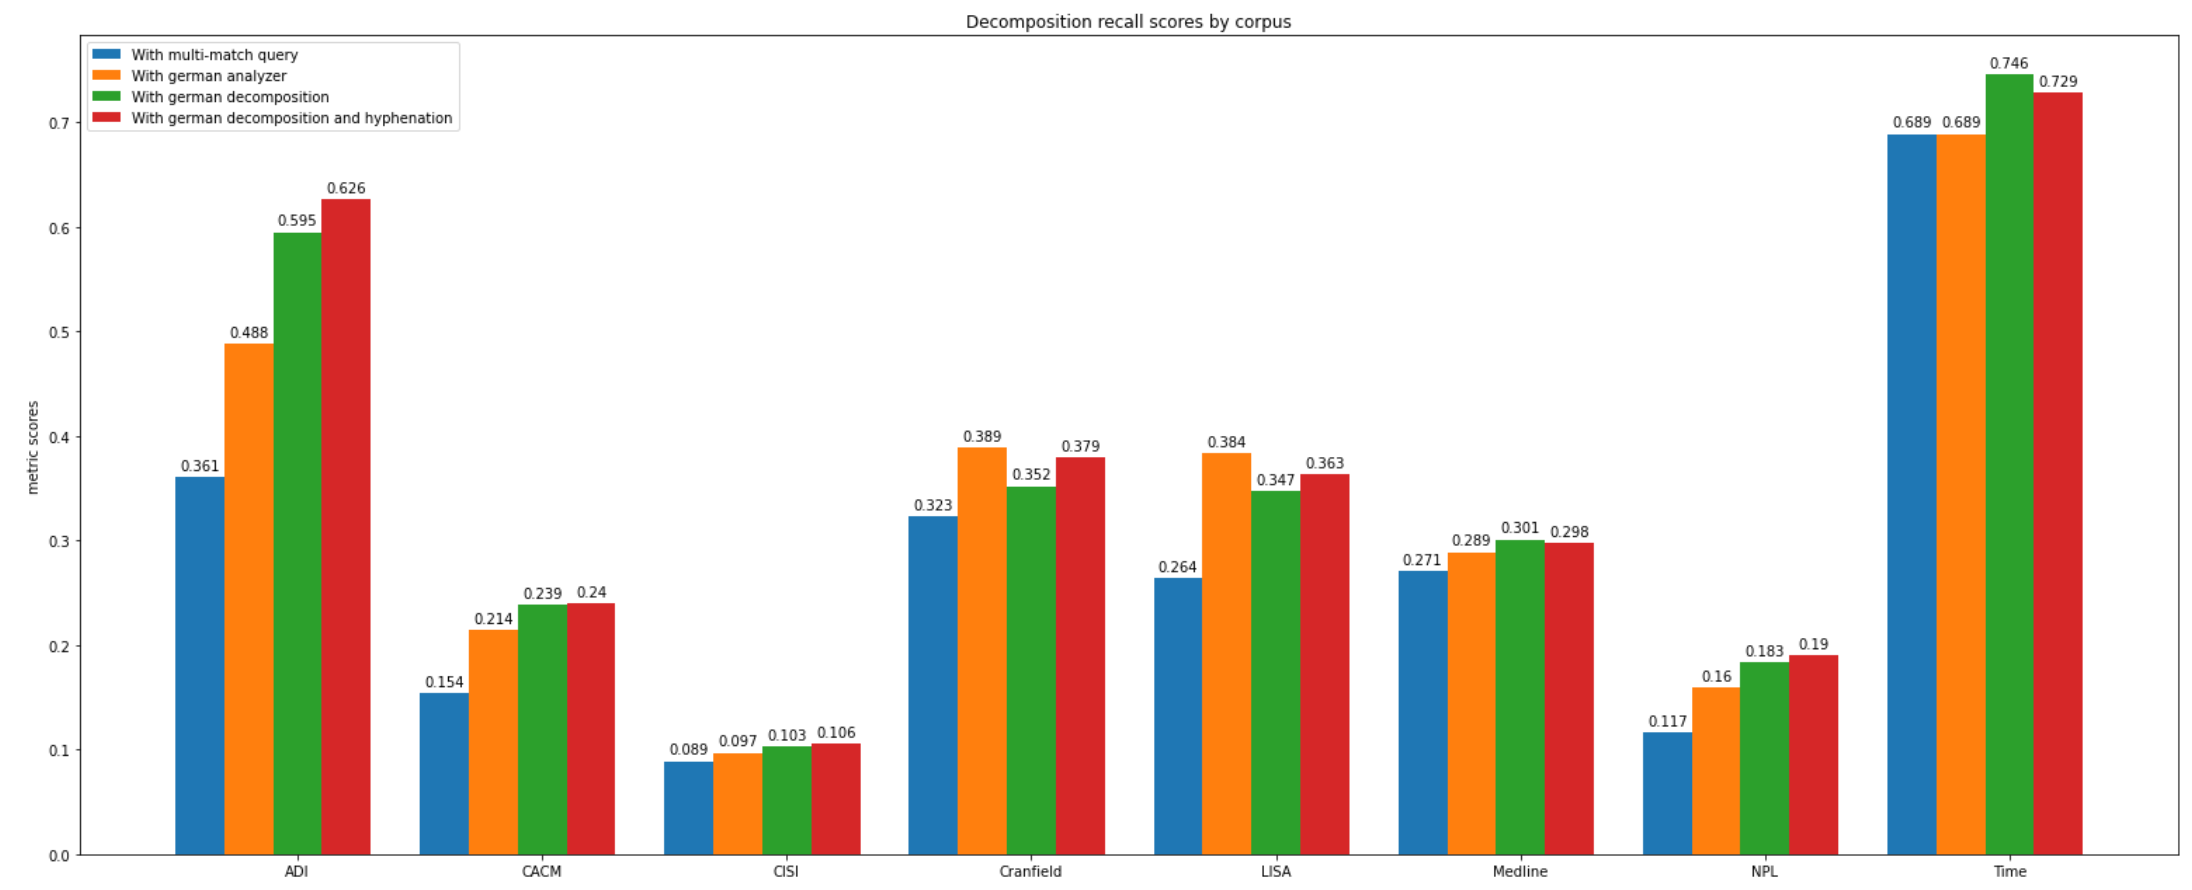 Decomposition recall scores by corpus
With multi-match query
With german analyzer
With german decomposition
With german decomposition and hyphenation
metric scores
0.7
0.6
0.5
0.4
0.3
0.2
0.1
0.0
0.361
0.488
0.595
0.626
0.154
0.214
0.239
0.24
0.089
0.097
0.103
0.106
0.323
0.389
0.352
0.379
0.264
0.384
0.347
0.363
0.271
0.289
0.301
0.298
0.117
0.16
0.183
0.19
0.689
0.689
0.746
0.729
ADI
CACM
CISI
Cranfield
LISA
Medline
NPL
Time